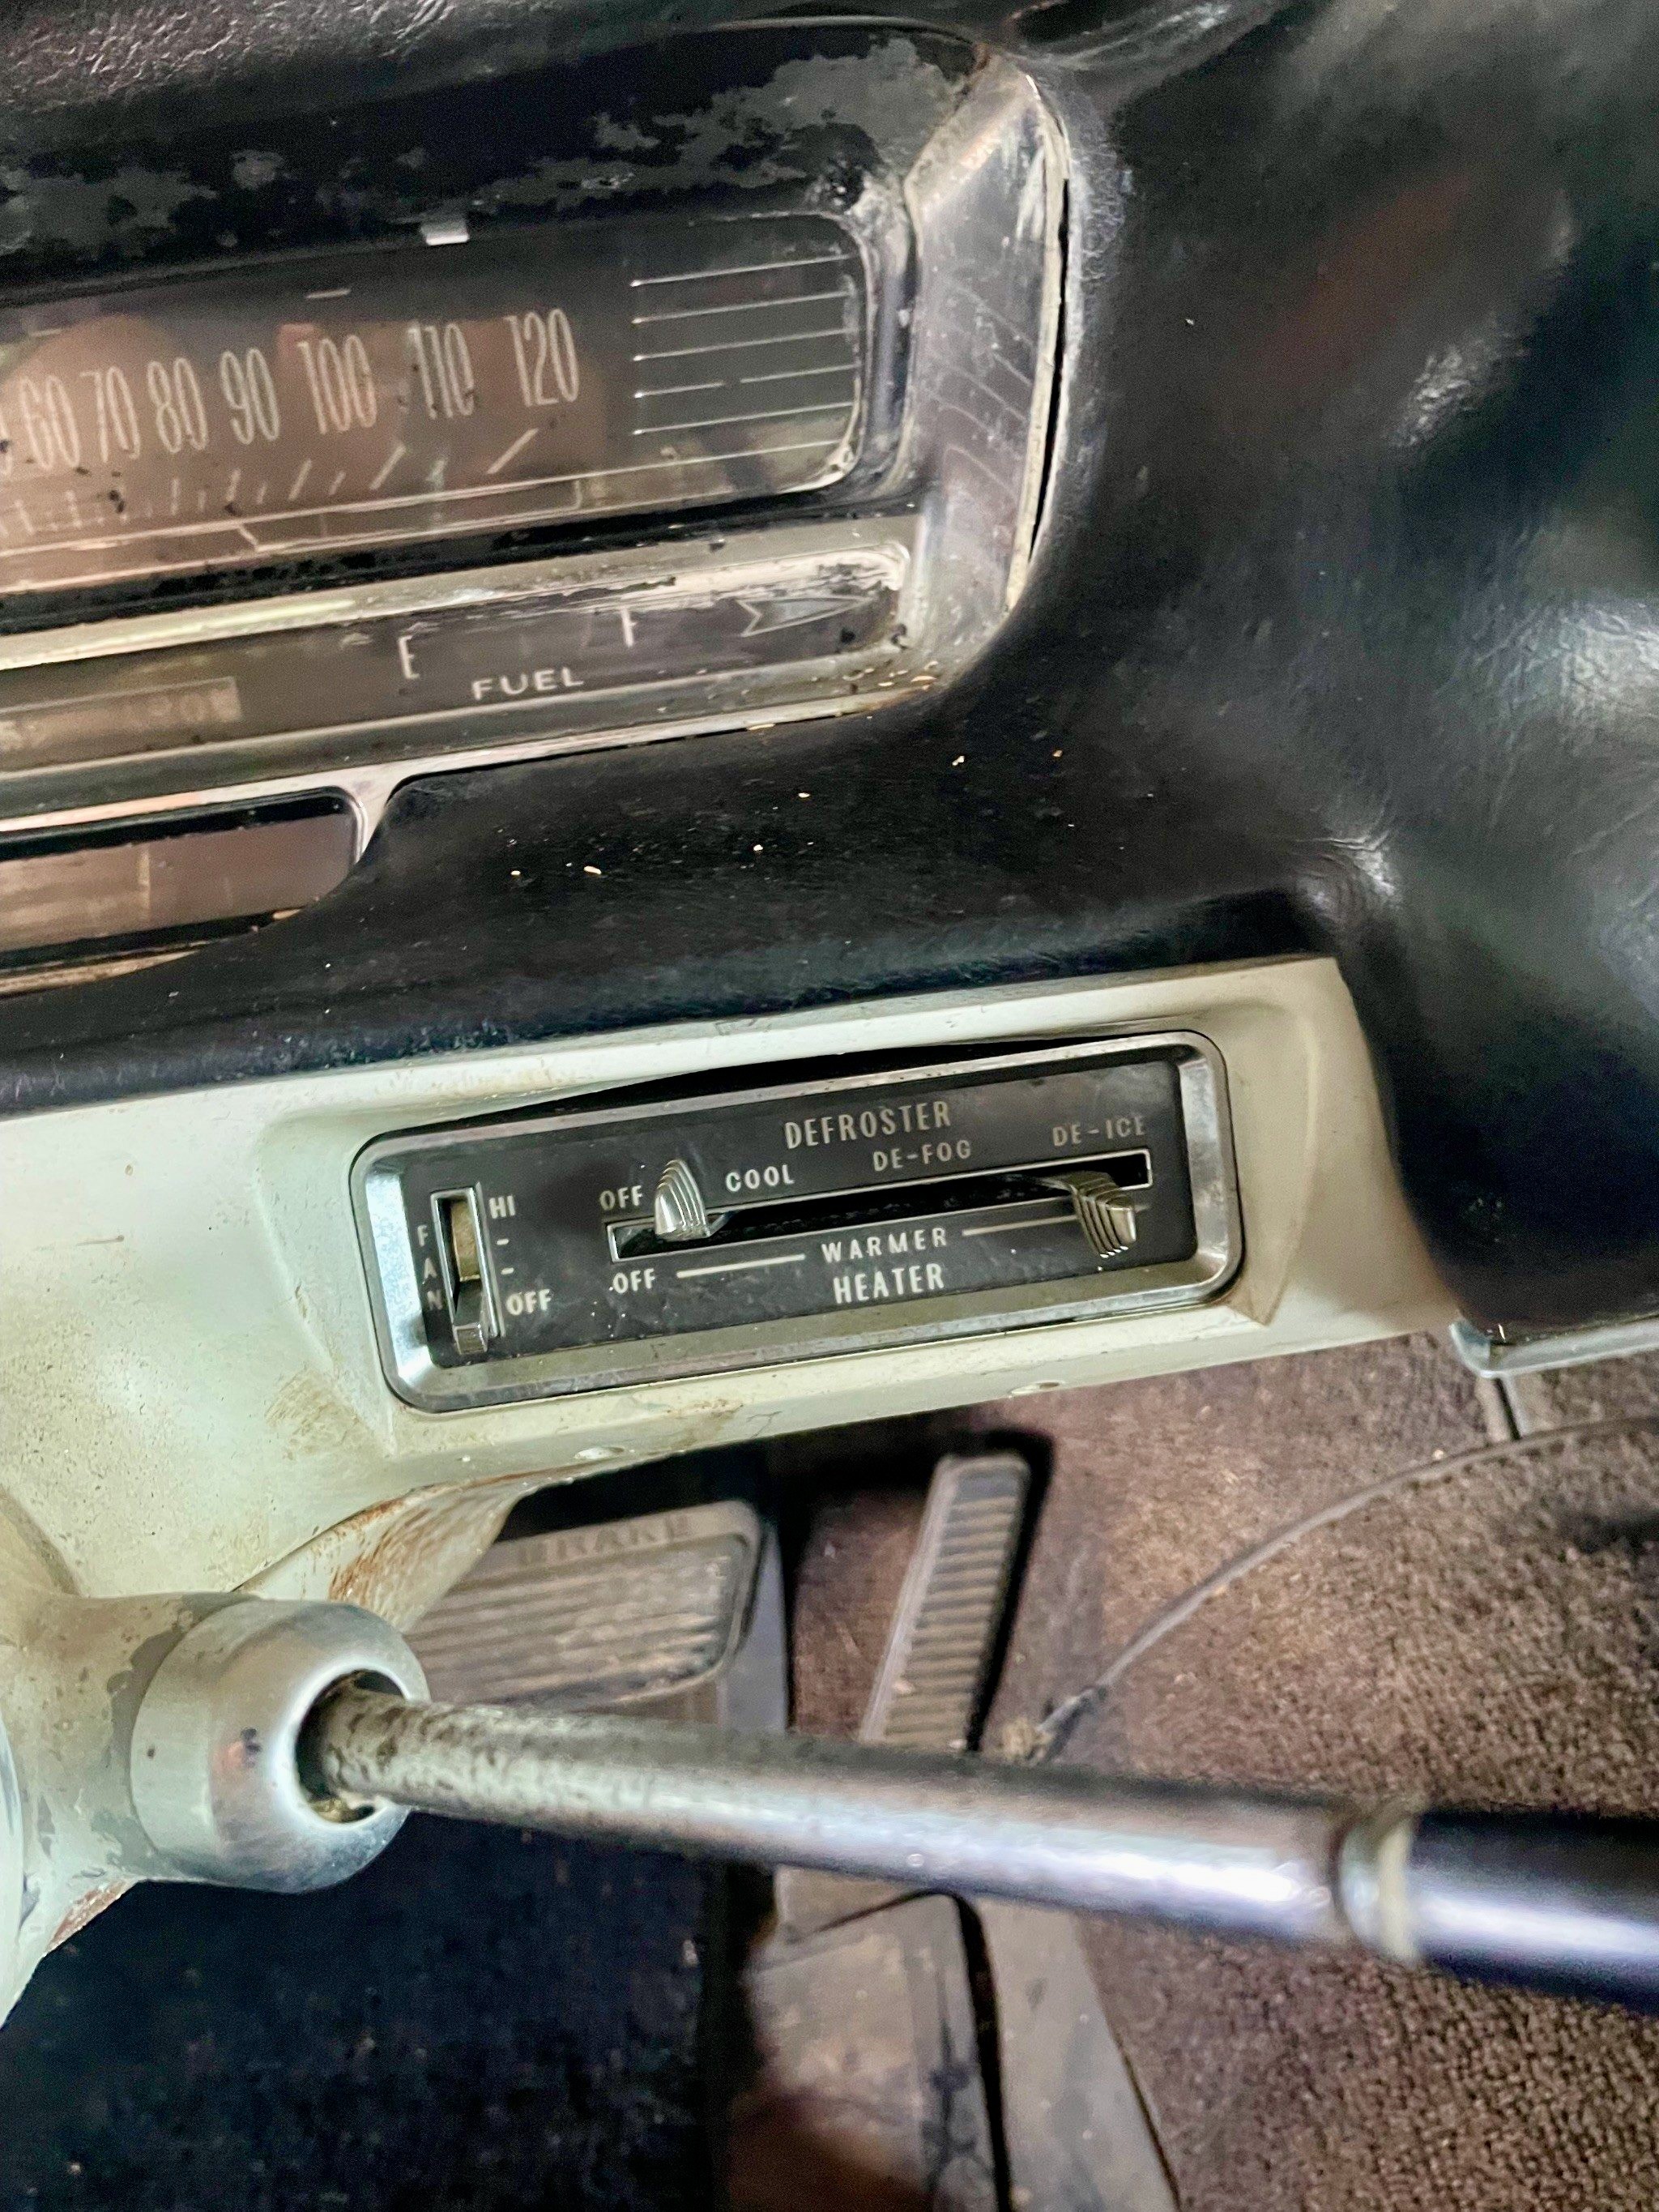 60 70 80 90 100 110 120
E F
FUEL
DEFROSTER
OFF COOL DE-FOG DE-ICE
HI
FAN
-
-
OFF
WARMER
OFF
HEATER
BRAKE